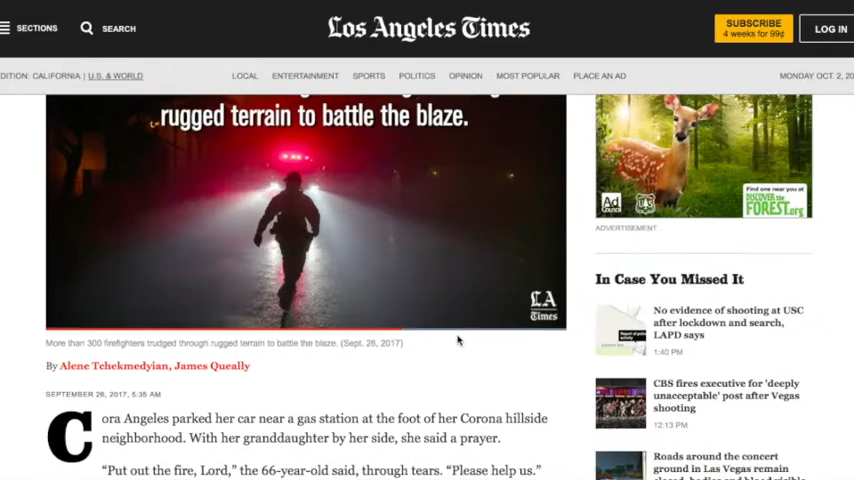 SECTIONS
SEARCH
Los Angeles Times
SUBSCRIBE
4 weeks for 99¢
LOG IN
DITION: CALIFORNIA | U.S. & WORLD
LOCAL ENTERTAINMENT SPORTS POLITICS OPINION MOST POPULAR PLACE AN AD
MONDAY OCT. 2, 20
rugged terrain to battle the blaze.
LA
Times
More than 300 firefighters trudged through rugged terrain to battle the blaze. (Sept. 26, 2017)
By Alene Tchekmedyian, James Queally
SEPTEMBER 26, 2017, 5:35 AM
Cora Angeles parked her car near a gas station at the foot of her Corona hillside
neighborhood. With her granddaughter by her side, she said a prayer.
“Put out the fire, Lord,” the 66-year-old said, through tears. “Please help us.”
Ad
Council
Find one near you at
DISCOVER
THE
FOREST.org
ADVERTISEMENT
In Case You Missed It
No evidence of shooting at USC
after lockdown and search,
LAPD says
1:40 PM
CBS fires executive for 'deeply
unacceptable' post after Vegas
shooting
12:13 PM
Roads around the concert
ground in Las Vegas remain